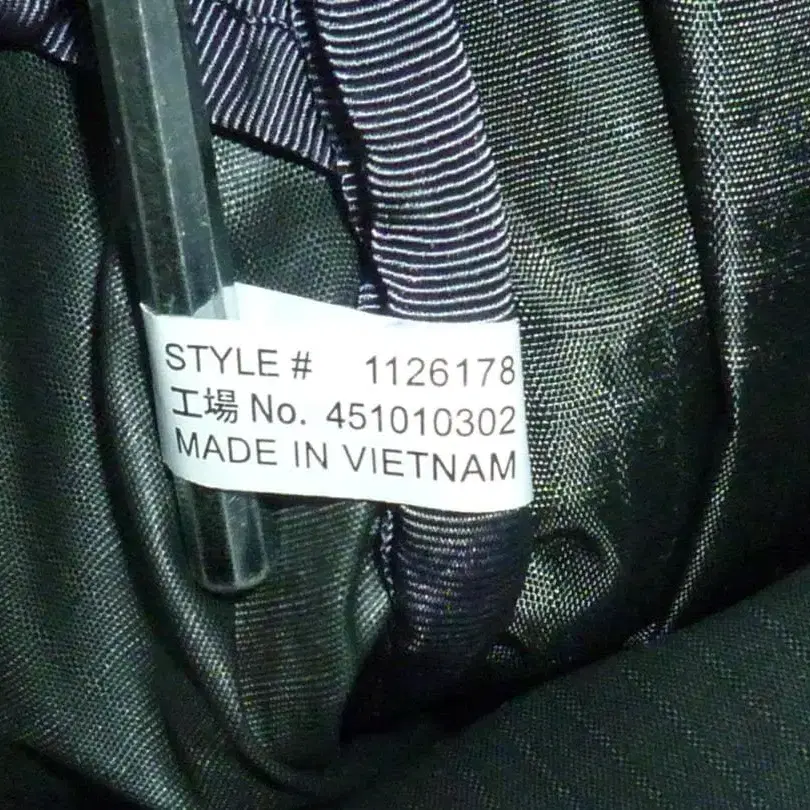 STYLE # 1126178
工場 No. 451010302
MADE IN VIETNAM